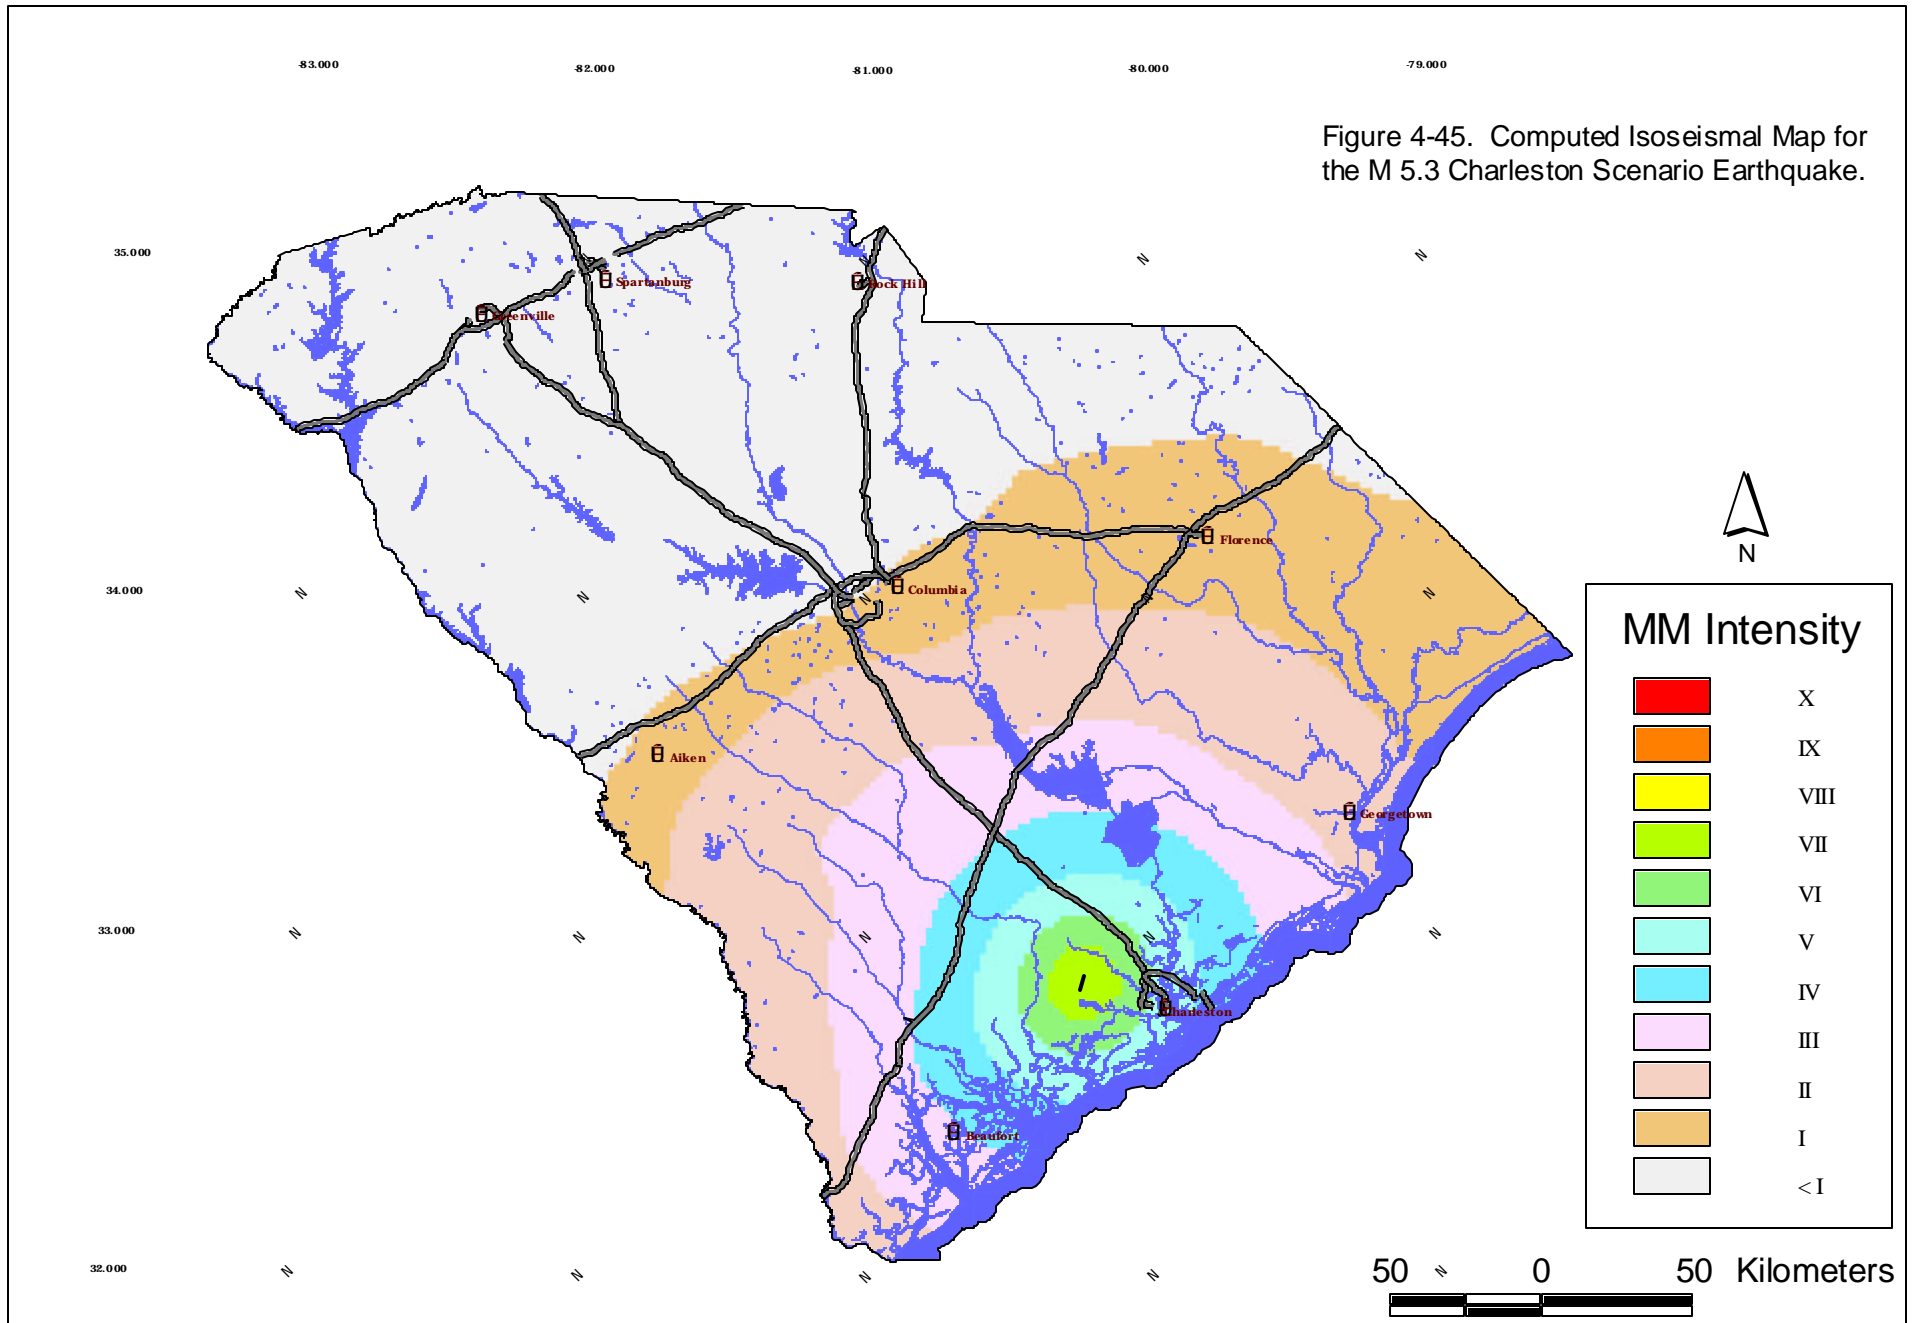 -83.000 -82.000 -81.000 -80.000 -79.000
Figure 4-45. Computed Isoseismal Map for
the M 5.3 Charleston Scenario Earthquake.
35.000
N N N
Spartanburg
Rock Hill
Greenville
N
Florence
Columbia
34.000
N N N N N
MM Intensity
X
IX
VIII
VII
VI
V
IV
III
II
I
< I
Aiken
Georgetown
33.000
N N N N N
Charleston
Beaufort
32.000
N N N N N
50 0 50 Kilometers